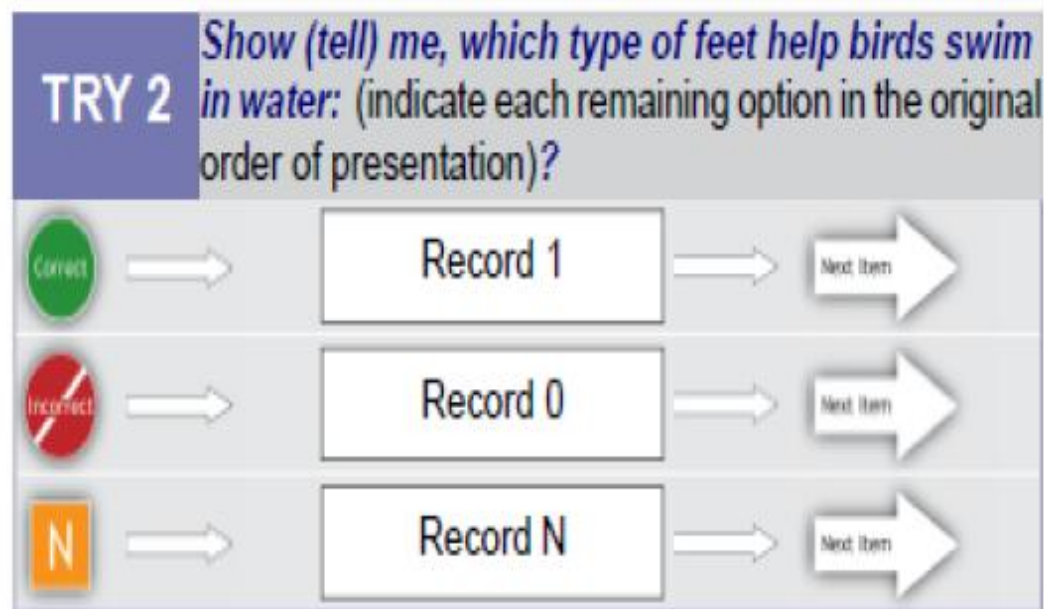 TRY 2
Show (tell) me, which type of feet help birds swim
in water: (indicate each remaining option in the original
order of presentation)?
Correct
Record 1
Next Item
Incorrect
Record 0
Next Item
N
Record N
Next Item